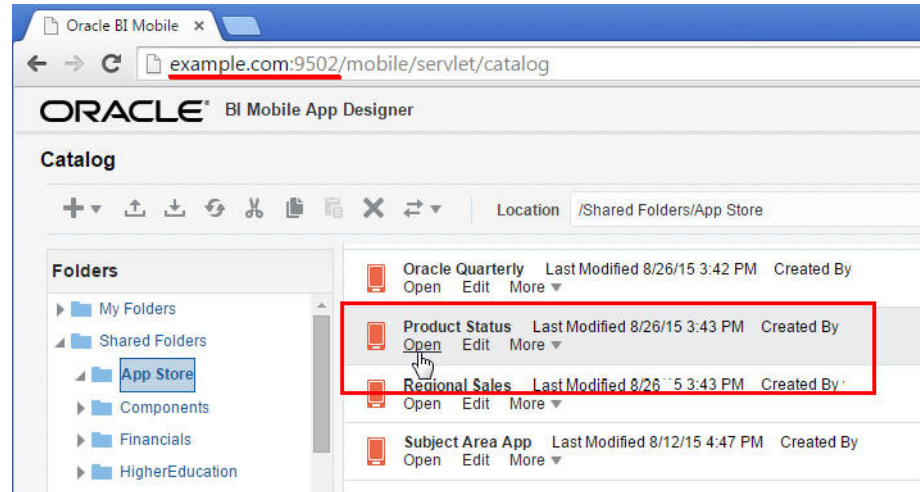 Oracle BI Mobile
example.com:9502/mobile/servlet/catalog
ORACLE BI Mobile App Designer
Catalog
Location /Shared Folders/App Store
Folders
My Folders
Shared Folders
App Store
Components
Financials
HigherEducation
Oracle Quarterly Last Modified 8/26/15 3:42 PM Created By
Open Edit More
Product Status Last Modified 8/26/15 3:43 PM Created By
Open Edit More
Regional Sales Last Modified 8/26 5 3:43 PM Created By
Open Edit More
Subject Area App Last Modified 8/12/15 4:47 PM Created By
Open Edit More